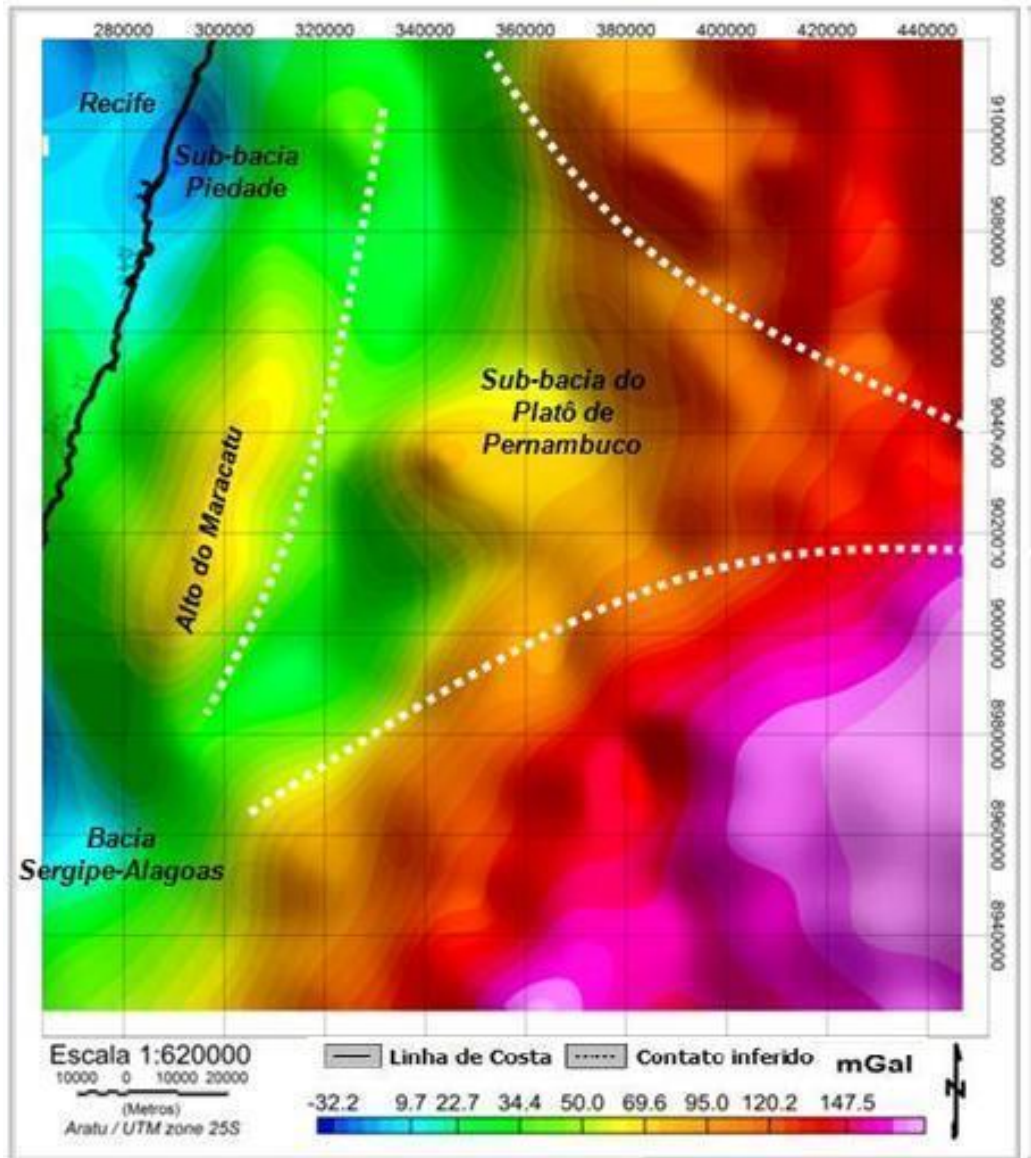 280000 300000 320000 340000 360000 380000 400000 420000 440000
Recife
Sub-bacia
Piedade
9100000
9080000
9060000
Sub-bacia do
Platô de
Pernambuco
9040000
Alto do Maracatu
9020000
9000000
8980000
Bacia
Sergipe-Alagoas
8960000
8940000
Escala 1:620000
10000 0 10000 20000
(Metros)
Aratu / UTM zone 25S
Linha de Costa
Contato inferido
mGal
-32.2 9.7 22.7 34.4 50.0 69.6 95.0 120.2 147.5
N